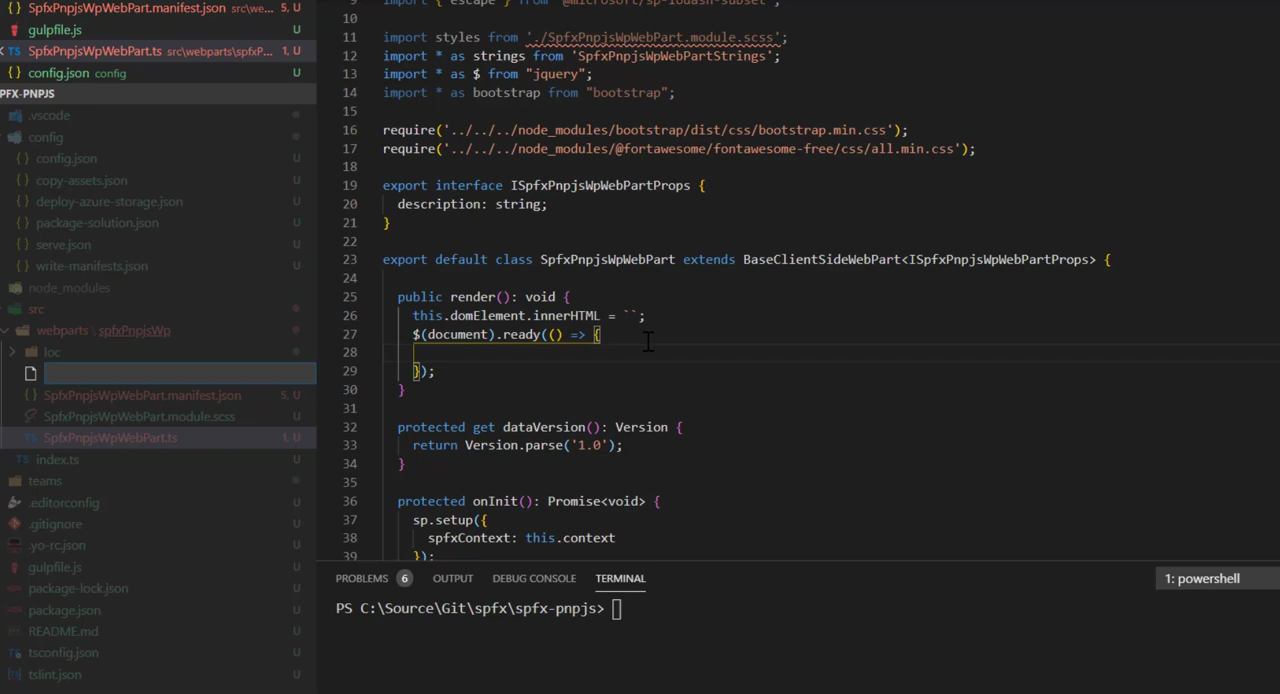 SpfxPnpjsWpWebPart.manifest.json src\we... 5, U
gulpfile.js U
SpfxPnpjsWpWebPart.ts src\webparts\spfxP... 1, U
config.json config U
PFX-PNPJS
.vscode
config
config.json U
copy-assets.json U
deploy-azure-storage.json U
package-solution.json U
serve.json U
write-manifests.json U
node_modules
src
webparts\spfxPnpjsWp
loc
SpfxPnpjsWpWebPart.manifest.json 5, U
SpfxPnpjsWpWebPart.module.scss U
SpfxPnpjsWpWebPart.ts 1, U
index.ts U
teams
.editorconfig U
.gitignore U
.yo-rc.json U
gulpfile.js U
package-lock.json U
package.json U
README.md U
tsconfig.json U
tslint.json U
9 import { escape } from '@microsoft/sp-lodash-subset';
10
11 import styles from './SpfxPnpjsWpWebPart.module.scss';
12 import * as strings from 'SpfxPnpjsWpWebPartStrings';
13 import * as $ from "jquery";
14 import * as bootstrap from "bootstrap";
15
16 require('../../../node_modules/bootstrap/dist/css/bootstrap.min.css');
17 require('../../../node_modules/@fortawesome/fontawesome-free/css/all.min.css');
18
19 export interface ISpfxPnpjsWpWebPartProps {
20 description: string;
21 }
22
23 export default class SpfxPnpjsWpWebPart extends BaseClientSideWebPart<ISpfxPnpjsWpWebPartProps> {
24
25 public render(): void {
26 this.domElement.innerHTML = ``;
27 $(document).ready(() => {
28
29 });
30 }
31
32 protected get dataVersion(): Version {
33 return Version.parse('1.0');
34 }
35
36 protected onInit(): Promise<void> {
37 sp.setup({
38 spfxContext: this.context
39 });
PROBLEMS 6 OUTPUT DEBUG CONSOLE TERMINAL 1: powershell
PS C:\Source\Git\spfx\spfx-pnpjs>